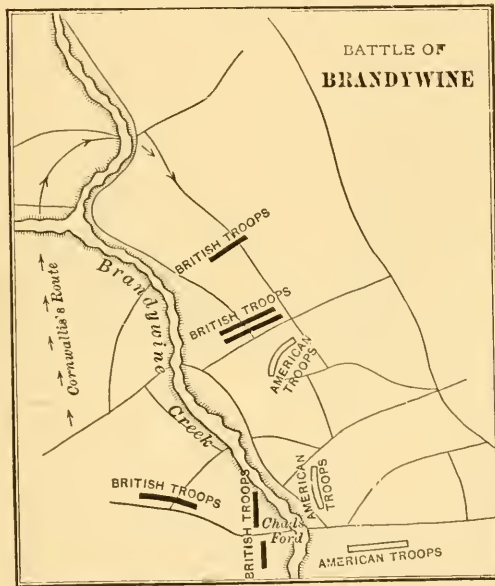 BATTLE OF
BRANDYWINE
BRITISH TROOPS
Brandywine
Creek
Cornwallis's Route
BRITISH TROOPS
AMERICAN
TROOPS
BRITISH TROOPS
BRITISH TROOPS
AMERICAN
TROOPS
Chads
Ford
AMERICAN TROOPS